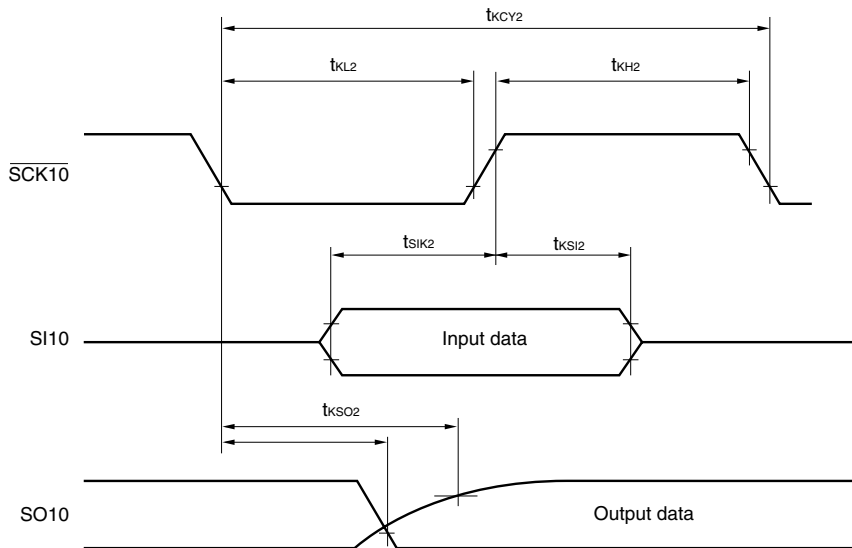 tKCY2
tKL2
tKH2
SCK10
tSIK2
tKSI2
SI10
Input data
tKSO2
SO10
Output data